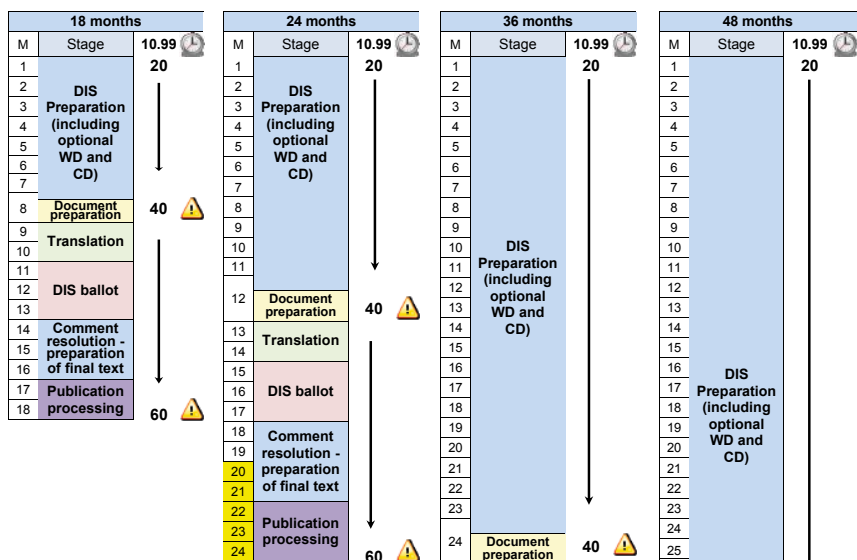 18 months
M Stage 10.99
1 20
2
3
4
5
6
7
DIS
Preparation
(including
optional
WD and
CD)
8 Document
preparation 40
9
10
Translation
11
12
13
DIS ballot
14
15
16
Comment
resolution -
preparation
of final text
17
18
Publication
processing
60
24 months
M Stage 10.99
1 20
2
3
4
5
6
7
8
9
10
11
DIS
Preparation
(including
optional
WD and
CD)
12 Document
preparation 40
13
14
Translation
15
16
17
DIS ballot
18
19
20
21
Comment
resolution -
preparation
of final text
22
23
24
Publication
processing
60
36 months
M Stage 10.99
1 20
2
3
4
5
6
7
8
9
10
11
12
13
14
15
16
17
18
19
20
21
22
23
DIS
Preparation
(including
optional
WD and
CD)
24 Document
preparation 40
48 months
M Stage 10.99
1 20
2
3
4
5
6
7
8
9
10
11
12
13
14
15
16
17
18
19
20
21
22
23
24
25
DIS
Preparation
(including
optional
WD and
CD)